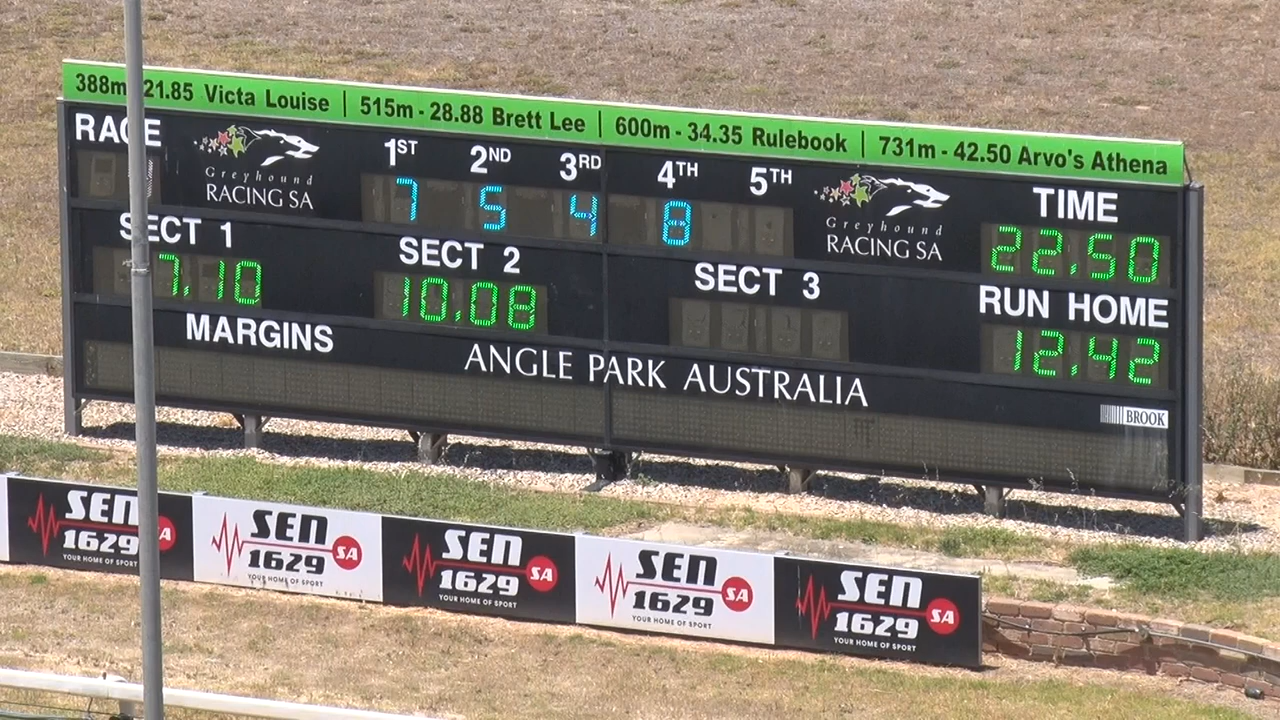 388m 21.85 Victa Louise | 515m - 28.88 Brett Lee | 600m - 34.35 Rulebook | 731m - 42.50 Arvo's Athena
RACE
Greyhound
RACING SA
1ST 2ND 3RD 4TH 5TH
7 5 4 8
Greyhound
RACING SA
TIME
22.50
SECT 1 SECT 2 SECT 3 RUN HOME
7.10 10.08 12.42
MARGINS
ANGLE PARK AUSTRALIA
BROOK
SEN
1629 SA
YOUR HOME OF SPORT
SEN
1629 SA
YOUR HOME OF SPORT
SEN
1629 SA
YOUR HOME OF SPORT
SEN
1629 SA
YOUR HOME OF SPORT
SEN
1629 SA
YOUR HOME OF SPORT